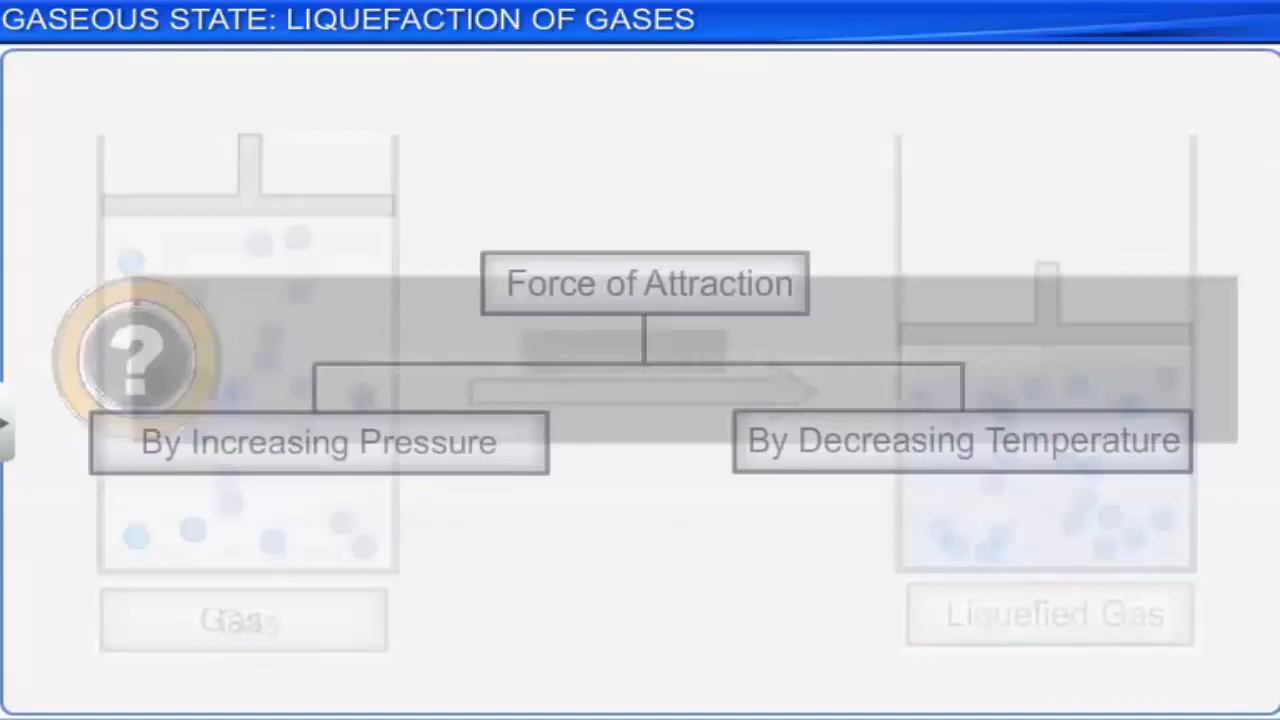 GASEOUS STATE: LIQUEFACTION OF GASES
Force of Attraction
?
By Increasing Pressure
By Decreasing Temperature
Gas
Liquefied Gas